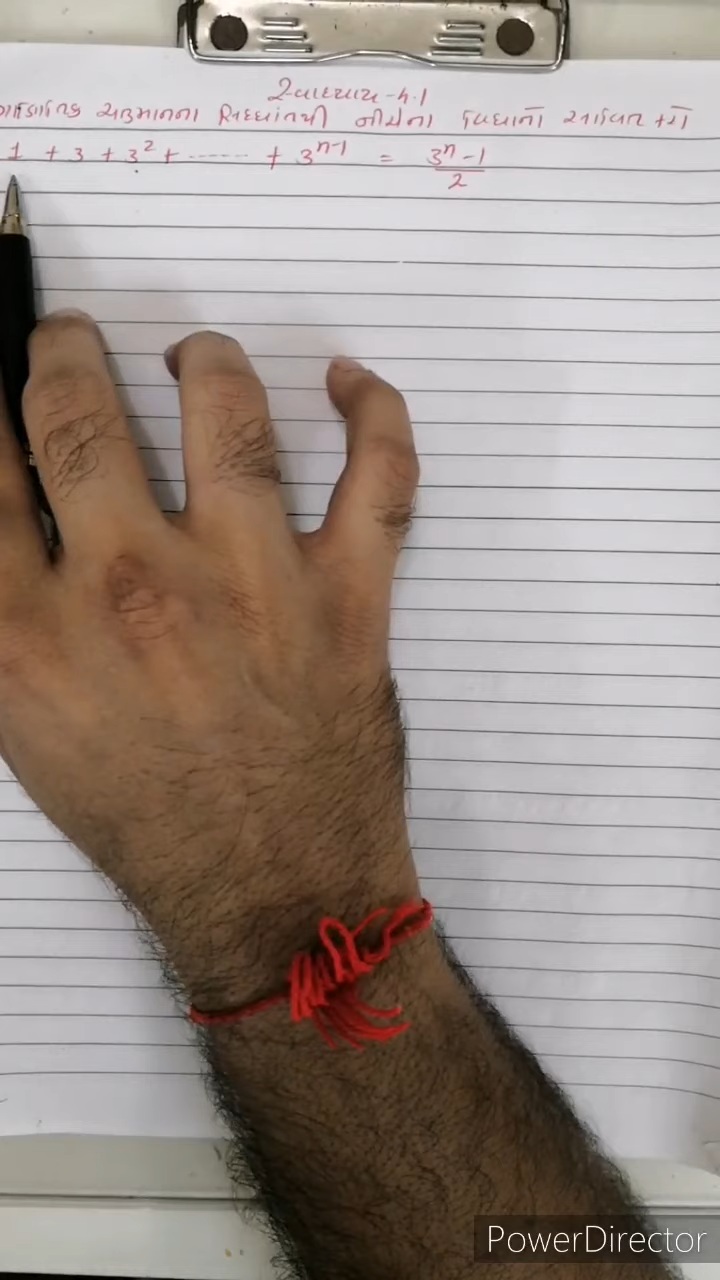 સ્વાધ્યાય-4.1
ગાણિતિક અનુમાનના સિદ્ધાંતથી નીચેના વિધાનો સાબિત કરો
1 + 3 + 3² + ------ + 3ⁿ⁻¹ = (3ⁿ - 1)/2
PowerDirector